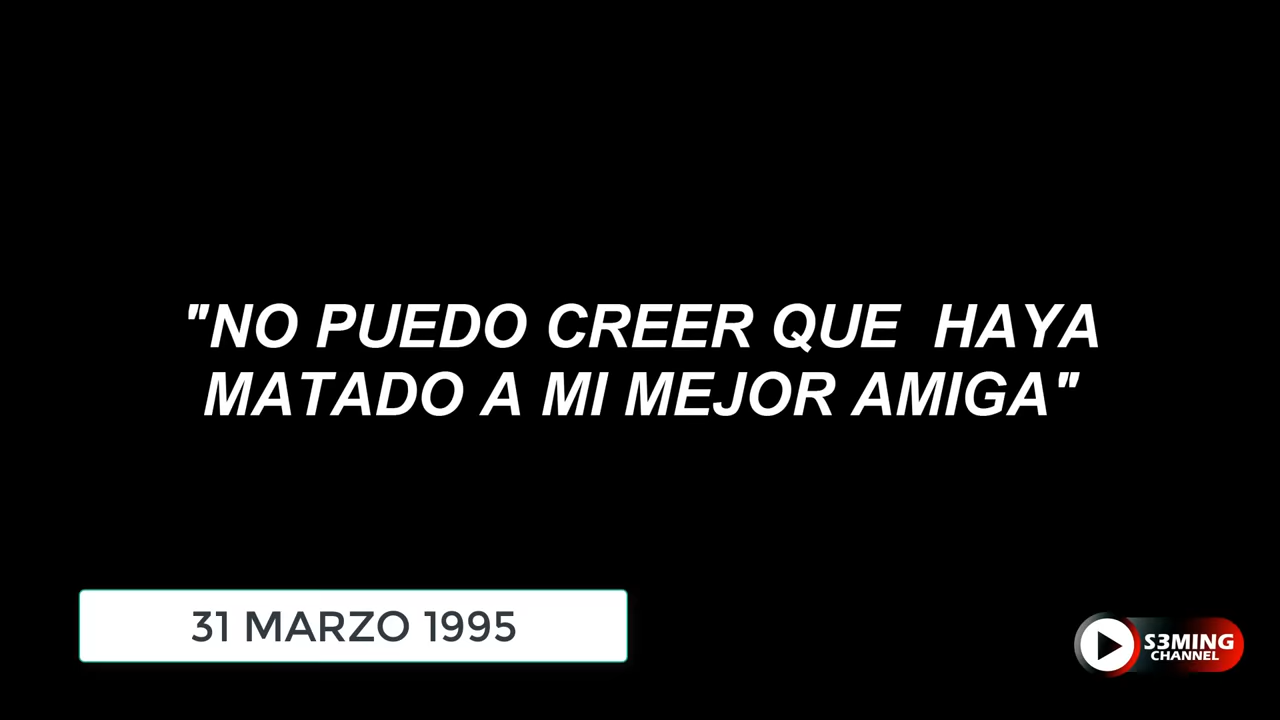 "NO PUEDO CREER QUE HAYA
MATADO A MI MEJOR AMIGA"
31 MARZO 1995
S3MING
CHANNEL